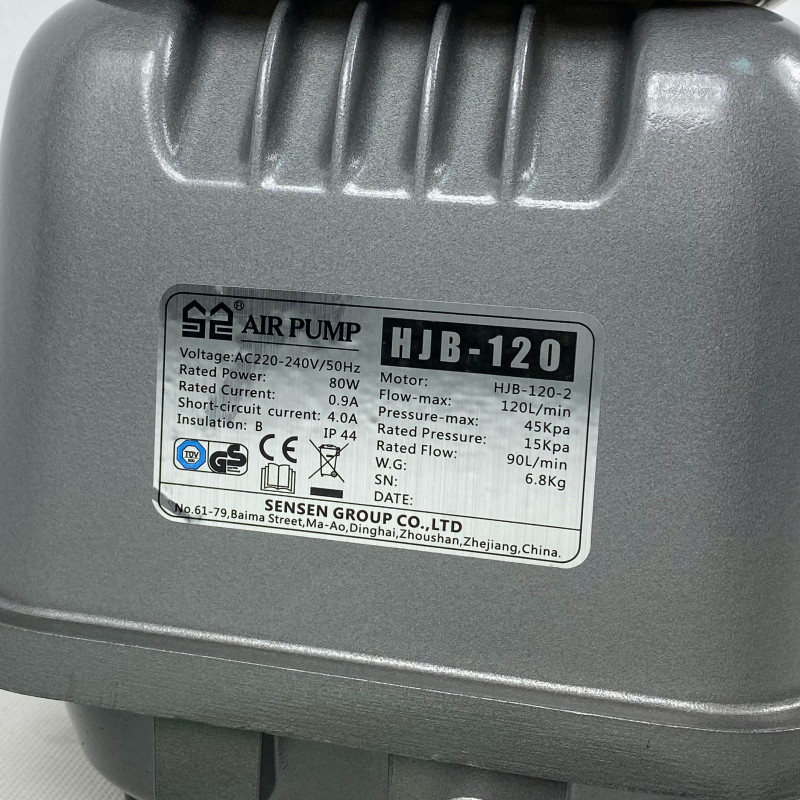 ® AIR PUMP
HJB-120
Voltage:AC220-240V/50Hz
Rated Power: 80W
Rated Current: 0.9A
Short-circuit current: 4.0A
Insulation: B IP 44
Motor: HJB-120-2
Flow-max: 120L/min
Pressure-max: 45Kpa
Rated Pressure: 15Kpa
Rated Flow: 90L/min
W.G: 6.8Kg
SN:
DATE:
TÜV GS CE
SENSEN GROUP CO.,LTD
No.61-79,Baima Street,Ma-Ao,Dinghai,Zhoushan,Zhejiang,China.